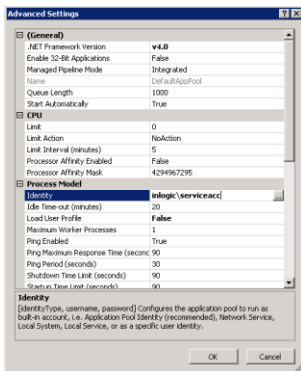 Advanced Settings
(General)
.NET Framework Version v4.0
Enable 32-Bit Applications False
Managed Pipeline Mode Integrated
Name DefaultAppPool
Queue Length 1000
Start Automatically True
CPU
Limit 0
Limit Action NoAction
Limit Interval (minutes) 5
Processor Affinity Enabled False
Processor Affinity Mask 4294967295
Process Model
Identity inlogic\serviceacc ...
Idle Time-out (minutes) 20
Load User Profile False
Maximum Worker Processes 1
Ping Enabled True
Ping Maximum Response Time (second 90
Ping Period (seconds) 30
Shutdown Time Limit (seconds) 90
Startup Time Limit (seconds) 90
Identity
[identityType, username, password] Configures the application pool to run as
built-in account, i.e. Application Pool Identity (recommended), Network Service,
Local System, Local Service, or as a specific user identity.
OK Cancel